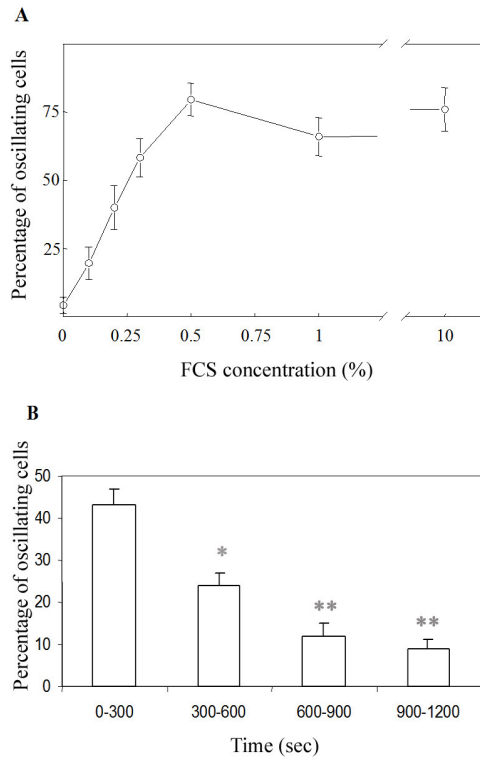 A
Percentage of oscillating cells
75
50
25
0 0.25 0.5 0.75 1 10
FCS concentration (%)
B
Percentage of oscillating cells
50
40
30
20
10
0
*
**
**
0-300 300-600 600-900 900-1200
Time (sec)